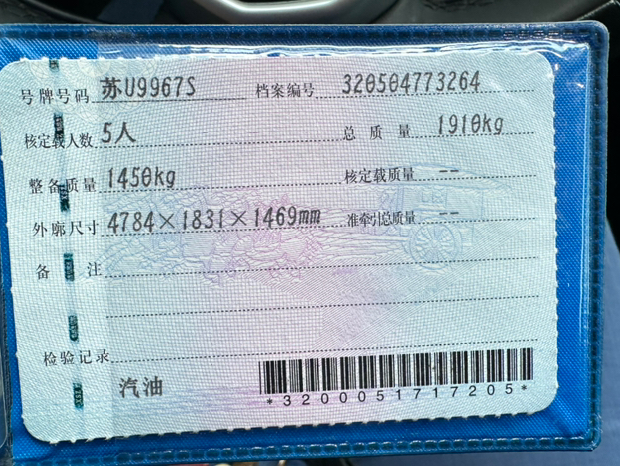 号牌号码 苏U9967S 档案编号 320504773264
核定载人数 5人 总质量 1910kg
整备质量 1450kg 核定载质量 --
外廓尺寸 4784×1831×1469mm 准牵引总质量 --
备注
检验记录
汽油
*3200051717205*